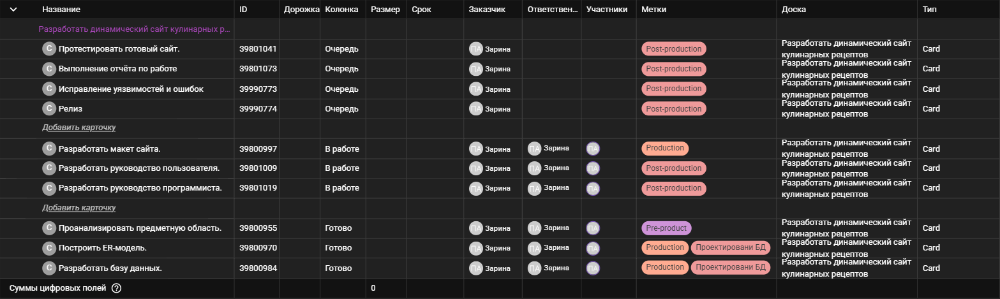 Название ID Дорожка Колонка Размер Срок Заказчик Ответствен... Участники Метки Доска Тип
Разработать динамический сайт кулинарных р...
С Протестировать готовый сайт. 39801041 Очередь ПА Зарина Post-production Разработать динамический сайт Card
кулинарных рецептов
С Выполнение отчёта по работе 39801073 Очередь ПА Зарина Post-production Разработать динамический сайт Card
кулинарных рецептов
С Исправление уязвимостей и ошибок 39990773 Очередь ПА Зарина Post-production Разработать динамический сайт Card
кулинарных рецептов
С Релиз 39990774 Очередь ПА Зарина Post-production Разработать динамический сайт Card
кулинарных рецептов
Добавить карточку
С Разработать макет сайта. 39800997 В работе ПА Зарина ПА Зарина ПА Production Разработать динамический сайт Card
кулинарных рецептов
С Разработать руководство пользователя. 39801009 В работе ПА Зарина ПА Зарина ПА Post-production Разработать динамический сайт Card
кулинарных рецептов
С Разработать руководство программиста. 39801019 В работе ПА Зарина ПА Зарина ПА Post-production Разработать динамический сайт Card
кулинарных рецептов
Добавить карточку
С Проанализировать предметную область. 39800955 Готово ПА Зарина ПА Зарина ПА Pre-product Разработать динамический сайт Card
кулинарных рецептов
С Построить ER-модель. 39800970 Готово ПА Зарина ПА Зарина ПА Production Проектировани БД Разработать динамический сайт Card
кулинарных рецептов
С Разработать базу данных. 39800984 Готово ПА Зарина ПА Зарина ПА Production Проектировани БД Разработать динамический сайт Card
кулинарных рецептов
Суммы цифровых полей ? 0